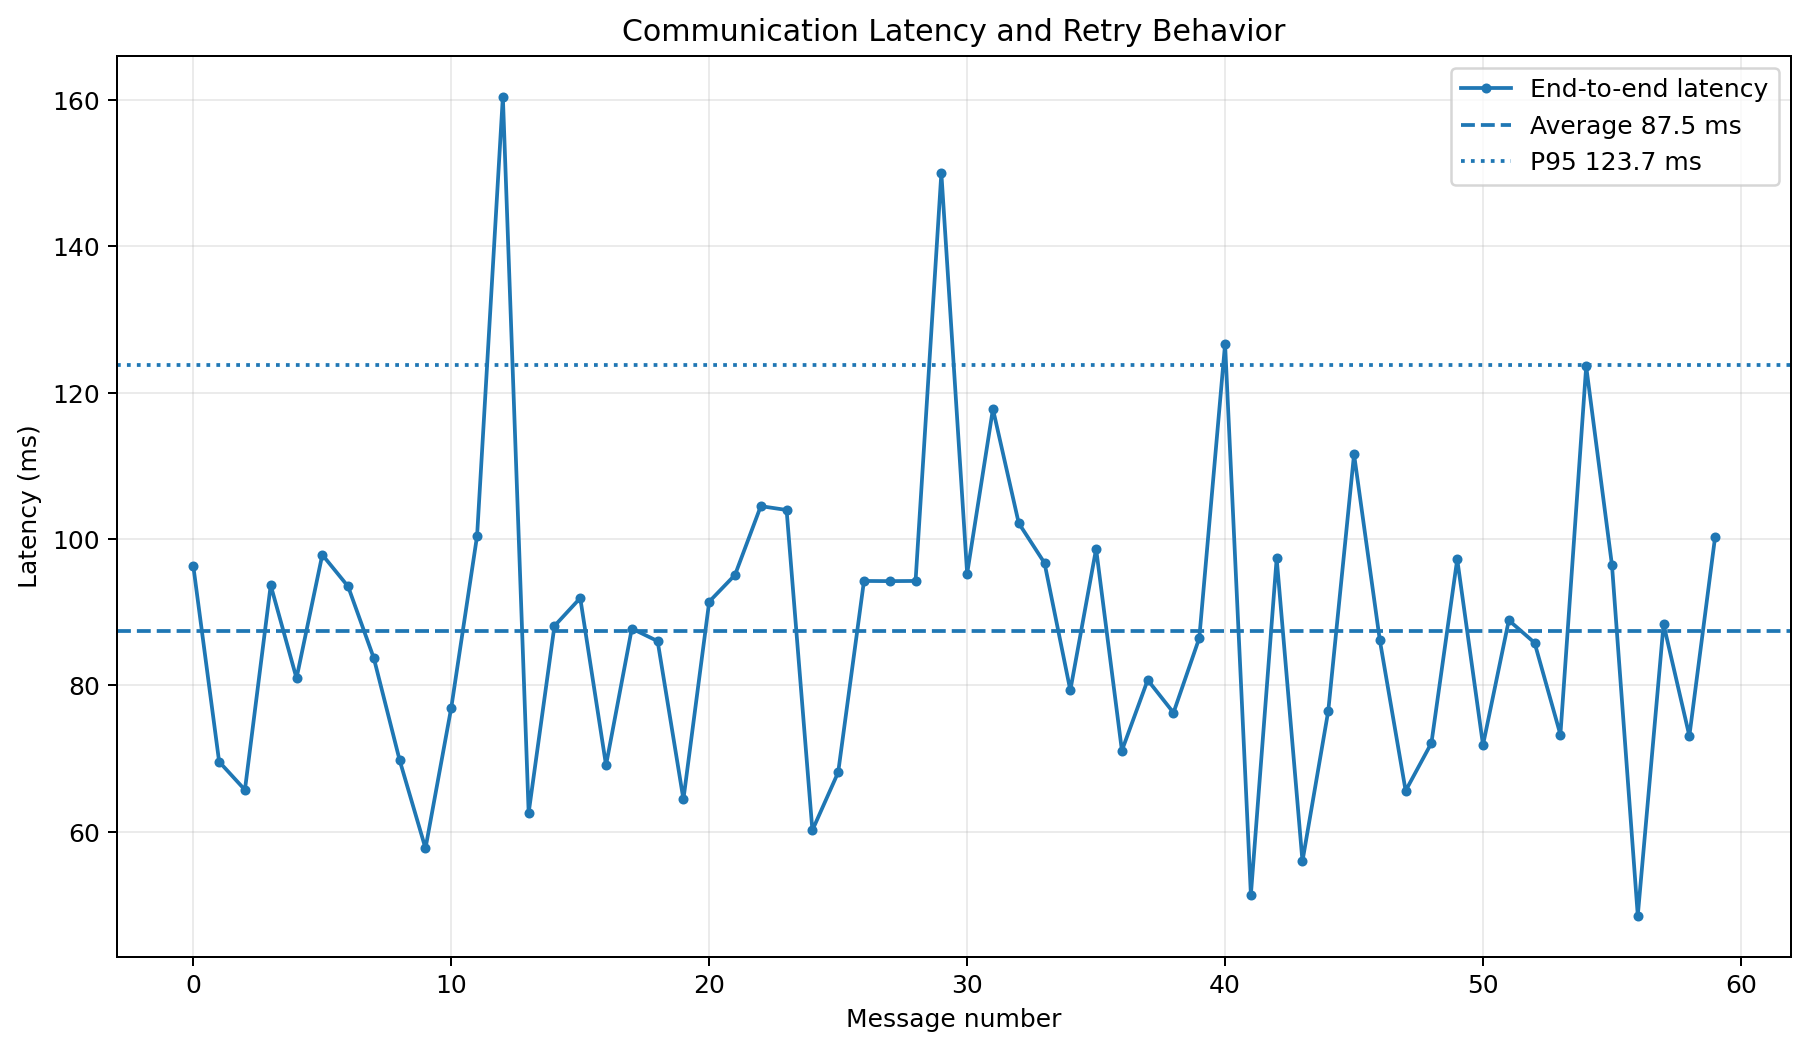 Communication Latency and Retry Behavior
End-to-end latency
Average 87.5 ms
P95 123.7 ms
Latency (ms)
160
140
120
100
80
60
0 10 20 30 40 50 60
Message number